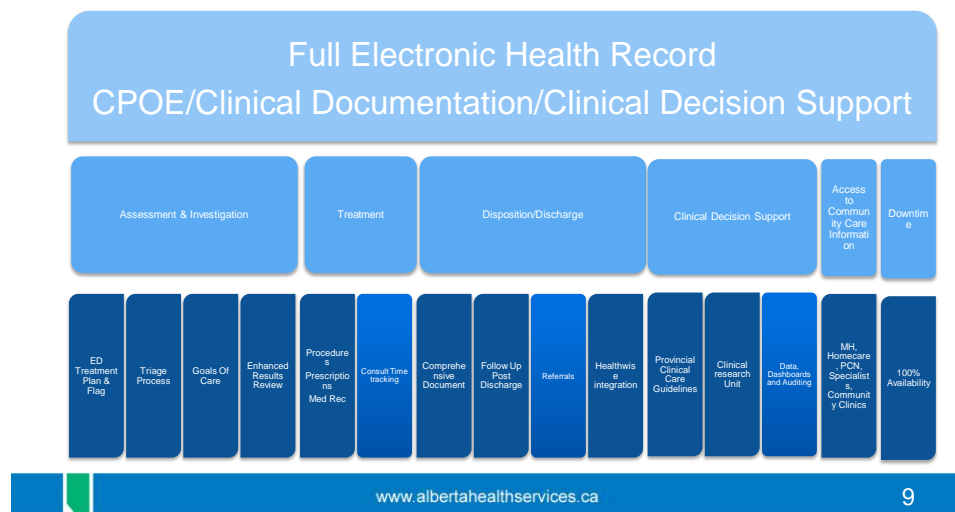 Full Electronic Health Record
CPOE/Clinical Documentation/Clinical Decision Support
Assessment & Investigation
Treatment
Disposition/Discharge
Clinical Decision Support
Access
to
Commun
ity Care
Informati
on
Downtim
e
ED
Treatment
Plan &
Flag
Triage
Process
Goals Of
Care
Enhanced
Results
Review
Procedure
s
Prescriptio
ns
Med Rec
Consult Time
tracking
Comprehe
nsive
Document
Follow Up
Post
Discharge
Referrals
Healthwis
e
integration
Provincial
Clinical
Care
Guidelines
Clinical
research
Unit
Data,
Dashboards
and Auditing
MH,
Homecare
, PCN,
Specialist
s,
Communit
y Clinics
100%
Availability
www.albertahealthservices.ca
9